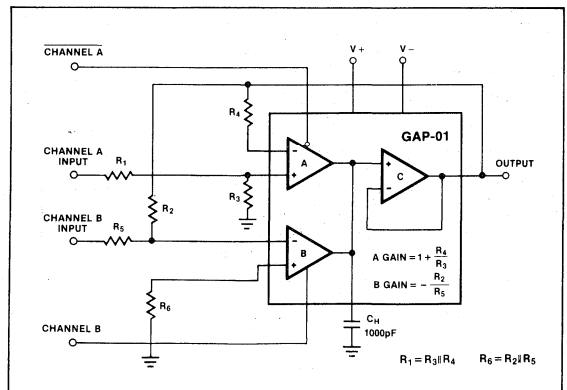 CHANNEL A
V+
V−
R4
GAP-01
CHANNEL A
INPUT
R1
−
A
+
+
C
−
OUTPUT
R3
R2
CHANNEL B
INPUT
R5
−
B
+
A GAIN = 1 + R4/R3
B GAIN = − R2/R5
R6
CH
1000pF
CHANNEL B
R1 = R3||R4
R6 = R2||R5